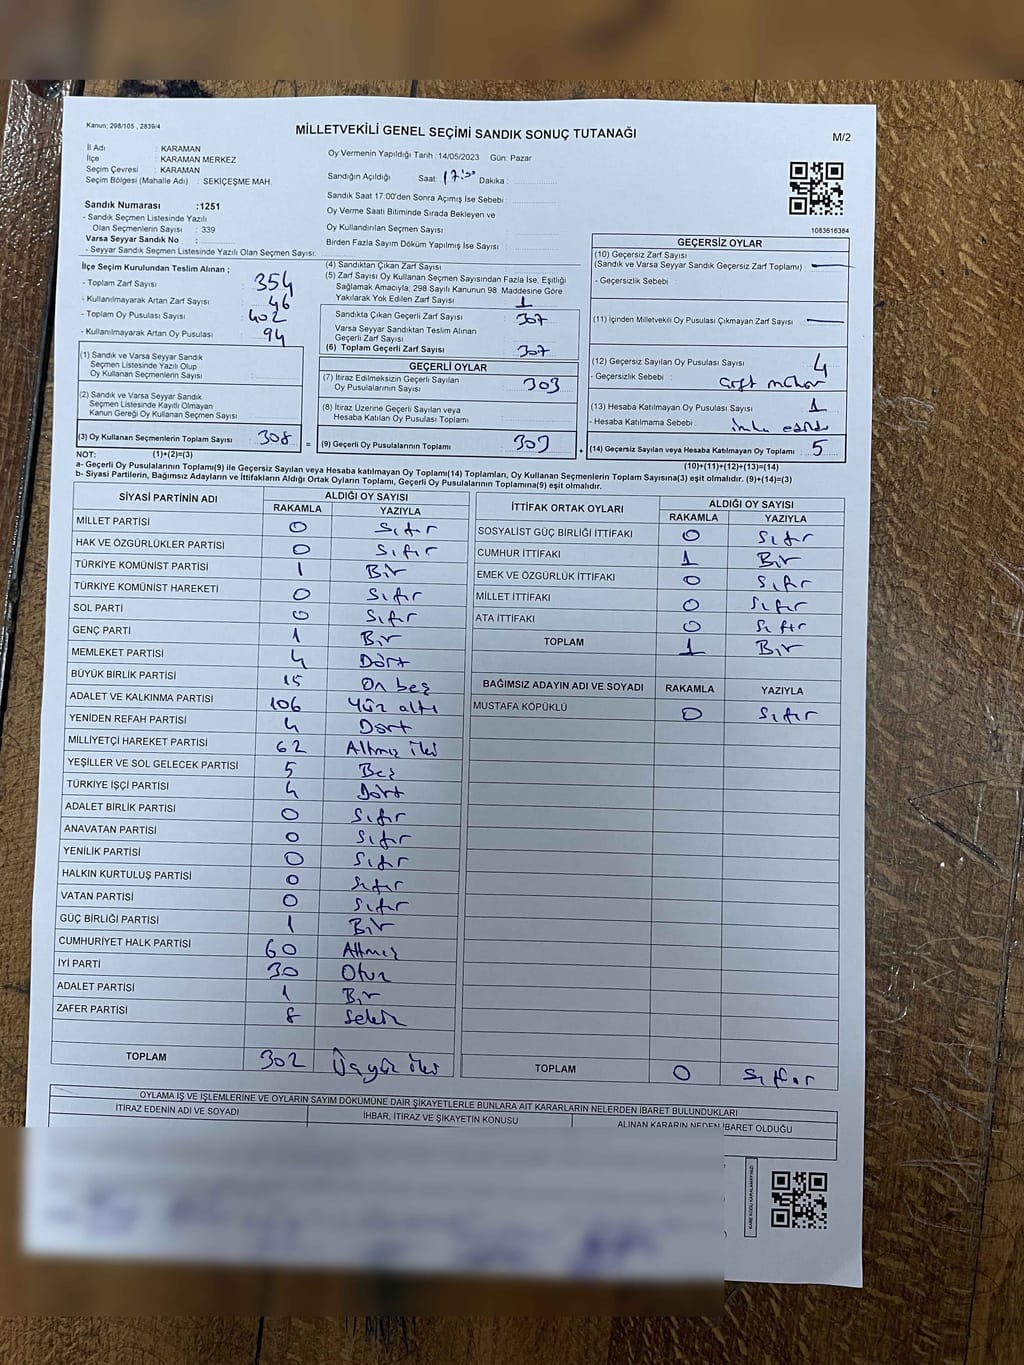 Kanun; 298/105 , 2839/4
MİLLETVEKİLİ GENEL SEÇİMİ SANDIK SONUÇ TUTANAĞI
M/2
İl Adı : KARAMAN
İlçe : KARAMAN MERKEZ
Seçim Çevresi : KARAMAN
Seçim Bölgesi (Mahalle Adı) : SEKİÇEŞME MAH.
Sandık Numarası :1251
- Sandık Seçmen Listesinde Yazılı
Olan Seçmenlerin Sayısı : 339
Varsa Seyyar Sandık No :
- Seyyar Sandık Seçmen Listesinde Yazılı Olan Seçmen Sayısı:
Oy Vermenin Yapıldığı Tarih :14/05/2023 Gün: Pazar
Sandığın Açıldığı Saat: 17:00 Dakika :
Sandık Saat 17:00'den Sonra Açımış İse Sebebi :
Oy Verme Saati Bitiminde Sırada Bekleyen ve
Oy Kullandırılan Seçmenlerin Sayısı :
Birden Fazla Sayım Döküm Yapılmış İse Sayısı :
1083616384
İlçe Seçim Kurulundan Teslim Alınan ;
- Toplam Zarf Sayısı : 354
- Kullanılmayarak Artan Zarf Sayısı : 46
- Toplam Oy Pusulası Sayısı : 402
- Kullanılmayarak Artan Oy Pusulası : 94
(1) Sandık ve Varsa Seyyar Sandık
Seçmen Listesinde Yazılı Olup
Oy Kullanan Seçmenlerin Sayısı :
(2) Sandık ve Varsa Seyyar Sandık
Seçmen Listesinde Kayıtlı Olmayan
Kanun Gereği Oy Kullanan Seçmen Sayısı :
(3) Oy Kullanan Seçmenlerin Toplam Sayısı : 308 =
(4) Sandıktan Çıkan Zarf Sayısı :
(5) Zarf Sayısı Oy Kullanan Seçmen Sayısından Fazla İse, Eşitliği
Sağlamak Amacıyla; 298 Sayılı Kanunun 98. Maddesine Göre
Yakılarak Yok Edilen Zarf Sayısı : 1
Sandıkta Çıkan Geçerli Zarf Sayısı : 307
Varsa Seyyar Sandıktan Teslim Alınan
Geçerli Zarf Sayısı :
(6) Toplam Geçerli Zarf Sayısı : 307
GEÇERLİ OYLAR
(7) İtiraz Edilmeksizin Geçerli Sayılan
Oy Pusulalarının Sayısı : 303
(8) İtiraz Üzerine Geçerli Sayılan veya
Hesaba Katılan Oy Pusulası Toplamı :
(9) Geçerli Oy Pusulalarının Toplamı : 303 +
GEÇERSİZ OYLAR
(10) Geçersiz Zarf Sayısı
(Sandık ve Varsa Seyyar Sandık Geçersiz Zarf Toplamı) :
- Geçersizlik Sebebi :
(11) İçinden Milletvekili Oy Pusulası Çıkmayan Zarf Sayısı :
(12) Geçersiz Sayılan Oy Pusulası Sayısı : 4
- Geçersizlik Sebebi : Çift mühür
(13) Hesaba Katılmayan Oy Pusulası Sayısı : 1
- Hesaba Katılmama Sebebi : imha edildi
(14) Geçersiz Sayılan veya Hesaba Katılmayan Oy Toplamı : 5
NOT: (1)+(2)=(3)
(10)+(11)+(12)+(13)=(14)
a- Geçerli Oy Pusulalarının Toplamı(9) ile Geçersiz Sayılan veya Hesaba katılmayan Oy Toplamı(14) Toplamları, Oy Kullanan Seçmenlerin Toplam Sayısına(3) eşit olmalıdır. (9)+(14)=(3)
b- Siyasi Partilerin, Bağımsız Adayların ve İttifakların Aldığı Ortak Oyların Toplamı, Geçerli Oy Pusulalarının Toplamına(9) eşit olmalıdır.
SİYASİ PARTİNİN ADI ALDIĞI OY SAYISI
RAKAMLA YAZIYLA
MİLLET PARTİSİ 0 Sıfır
HAK VE ÖZGÜRLÜKLER PARTİSİ 0 Sıfır
TÜRKİYE KOMÜNİST PARTİSİ 1 Bir
TÜRKİYE KOMÜNİST HAREKETİ 0 Sıfır
SOL PARTİ 0 Sıfır
GENÇ PARTİ 1 Bir
MEMLEKET PARTİSİ 4 Dört
BÜYÜK BİRLİK PARTİSİ 15 On beş
ADALET VE KALKINMA PARTİSİ 106 Yüz altı
YENİDEN REFAH PARTİSİ 4 Dört
MİLLİYETÇİ HAREKET PARTİSİ 62 Altmış iki
YEŞİLLER VE SOL GELECEK PARTİSİ 5 Beş
TÜRKİYE İŞÇİ PARTİSİ 4 Dört
ADALET BİRLİK PARTİSİ 0 Sıfır
ANAVATAN PARTİSİ 0 Sıfır
YENİLİK PARTİSİ 0 Sıfır
HALKIN KURTULUŞ PARTİSİ 0 Sıfır
VATAN PARTİSİ 0 Sıfır
GÜÇ BİRLİĞİ PARTİSİ 1 Bir
CUMHURİYET HALK PARTİSİ 60 Altmış
İYİ PARTİ 30 Otuz
ADALET PARTİSİ 1 Bir
ZAFER PARTİSİ 8 Sekiz
TOPLAM 302 Üçyüz iki
İTTİFAK ORTAK OYLARI ALDIĞI OY SAYISI
RAKAMLA YAZIYLA
SOSYALİST GÜÇ BİRLİĞİ İTTİFAKI 0 Sıfır
CUMHUR İTTİFAKI 1 Bir
EMEK VE ÖZGÜRLÜK İTTİFAKI 0 Sıfır
MİLLET İTTİFAKI 0 Sıfır
ATA İTTİFAKI 0 Sıfır
TOPLAM 1 Bir
BAĞIMSIZ ADAYIN ADI VE SOYADI RAKAMLA YAZIYLA
MUSTAFA KÖPÜKLÜ 0 Sıfır
TOPLAM 0 Sıfır
OYLAMA İŞ VE İŞLEMLERİNE VE OYLARIN SAYIM DÖKÜMÜNE DAİR ŞİKAYETLERLE BUNLARA AİT KARARLARIN NELERDEN İBARET BULUNDUKLARI
İTİRAZ EDENİN ADI VE SOYADI İHBAR, İTİRAZ VE ŞİKAYETİN KONUSU ALINAN KARARIN NEDEN İBARET OLDUĞU
KARE KODU KARALAMAYINIZ!